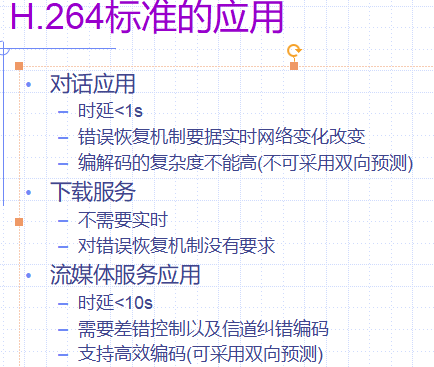 H.264标准的应用
• 对话应用
– 时延<1s
– 错误恢复机制要据实时网络变化改变
– 编解码的复杂度不能高(不可采用双向预测)
• 下载服务
– 不需要实时
– 对错误恢复机制没有要求
• 流媒体服务应用
– 时延<10s
– 需要差错控制以及信道纠错编码
– 支持高效编码(可采用双向预测)